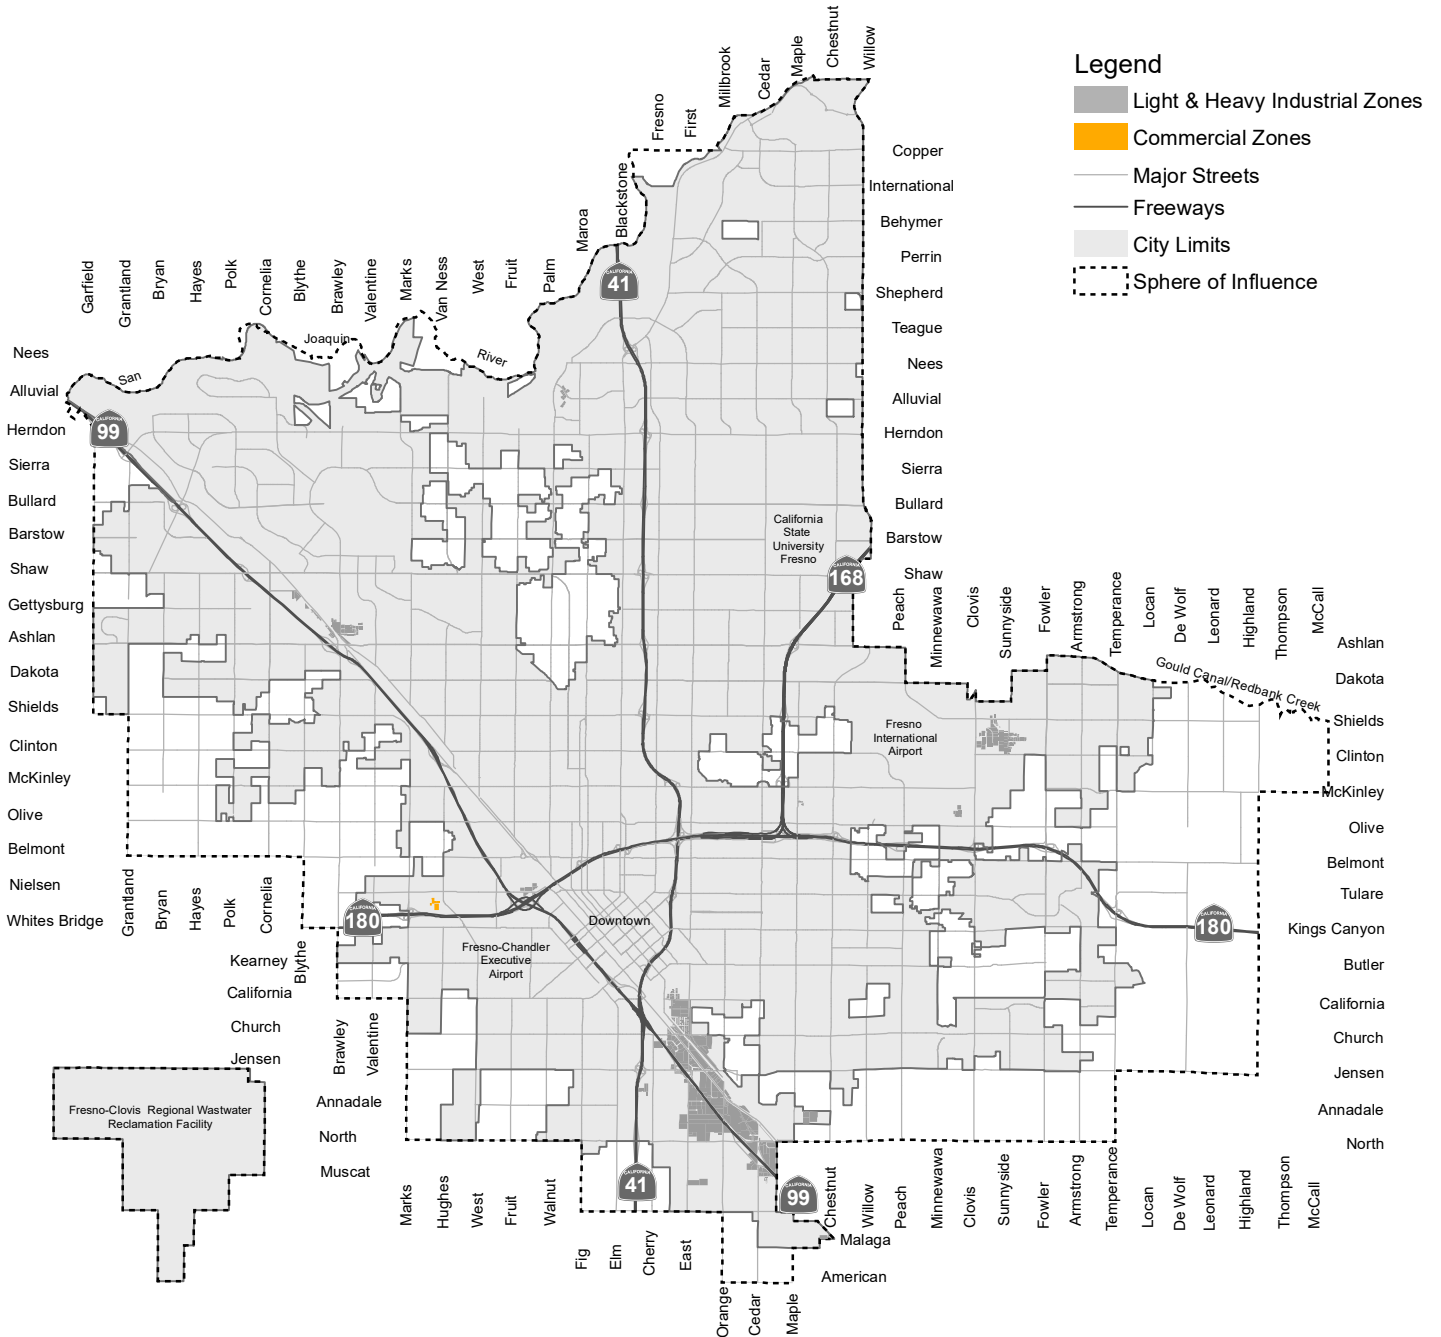 Legend
Light & Heavy Industrial Zones
Commercial Zones
Major Streets
Freeways
City Limits
Sphere of Influence
Garfield
Grantland
Bryan
Hayes
Polk
Cornelia
Blythe
Brawley
Valentine
Marks
Van Ness
West
Fruit
Palm
Maroa
Blackstone
Fresno
First
Millbrook
Cedar
Maple
Chestnut
Willow
Copper
International
Behymer
Perrin
Shepherd
Teague
Nees
Alluvial
Herndon
Sierra
Bullard
Barstow
Shaw
Peach
Minnewawa
Clovis
Sunnyside
Fowler
Armstrong
Temperance
Locan
De Wolf
Leonard
Highland
Thompson
McCall
Ashlan
Dakota
Shields
Clinton
McKinley
Olive
Belmont
Tulare
Kings Canyon
Butler
California
Church
Jensen
Annadale
North
Nees
Alluvial
Herndon
Sierra
Bullard
Barstow
Shaw
Gettysburg
Ashlan
Dakota
Shields
Clinton
McKinley
Olive
Belmont
Nielsen
Whites Bridge
Grantland
Bryan
Hayes
Polk
Cornelia
Blythe
Kearney
California
Church
Jensen
Brawley
Valentine
Annadale
North
Muscat
Marks
Hughes
West
Fruit
Walnut
Fig
Elm
Cherry
East
Orange
Cedar
Maple
American
Malaga
Chestnut
Willow
Peach
Minnewawa
Clovis
Sunnyside
Fowler
Armstrong
Temperance
Locan
De Wolf
Leonard
Highland
Thompson
McCall
San
Joaquin
River
Gould Canal/Redbank Creek
California
State
University
Fresno
Fresno
International
Airport
Downtown
Fresno-Chandler
Executive
Airport
Fresno-Clovis Regional Wastwater
Reclamation Facility
CALIFORNIA
41
CALIFORNIA
99
CALIFORNIA
168
CALIFORNIA
180
CALIFORNIA
180
CALIFORNIA
41
CALIFORNIA
99